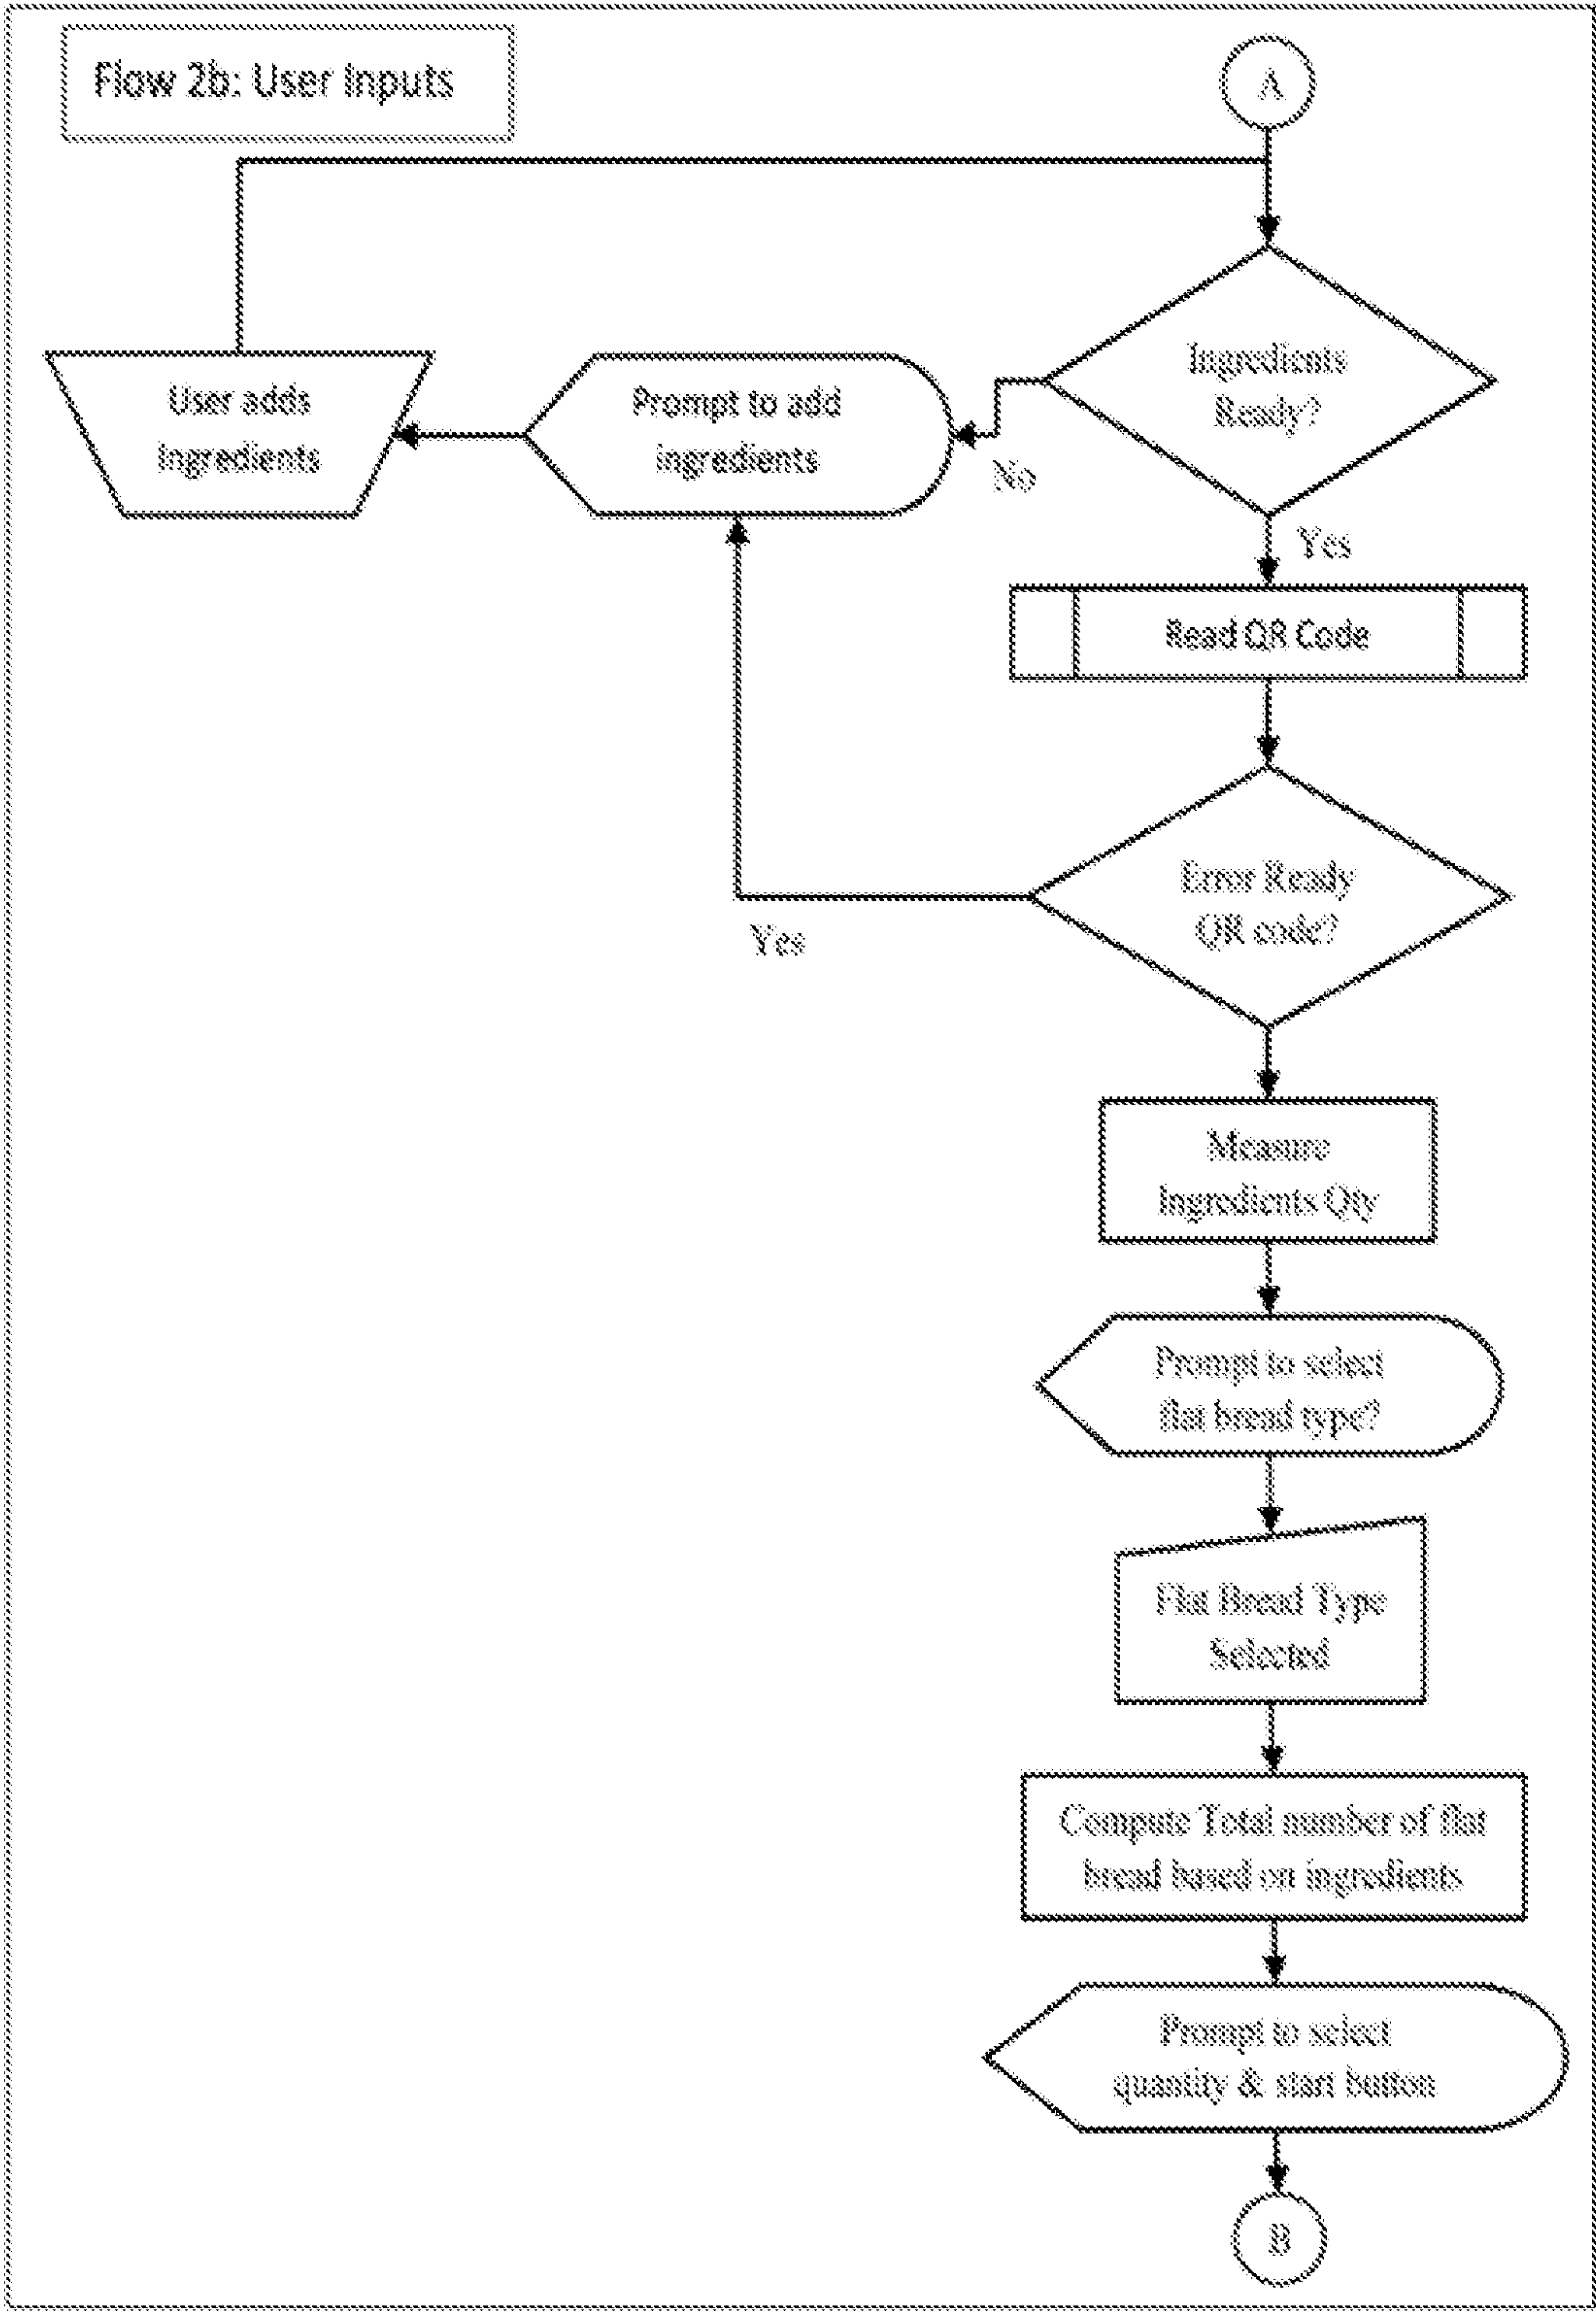 Flow 2b: User Inputs
A
Ingredients
Ready?
User adds
ingredients
Prompt to add
ingredients
No
Yes
Read QR Code
Error Ready
QR code?
Yes
Measure
Ingredients Qty
Prompt to select
flat bread type?
Flat Bread Type
Selected
Compute Total number of flat
bread based on ingredients
Prompt to select
quantity & start button
B